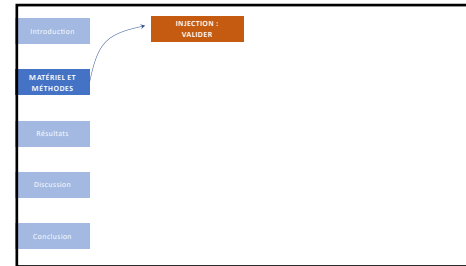 Introduction
INJECTION :
VALIDER
MATÉRIEL ET
MÉTHODES
Résultats
Discussion
Conclusion